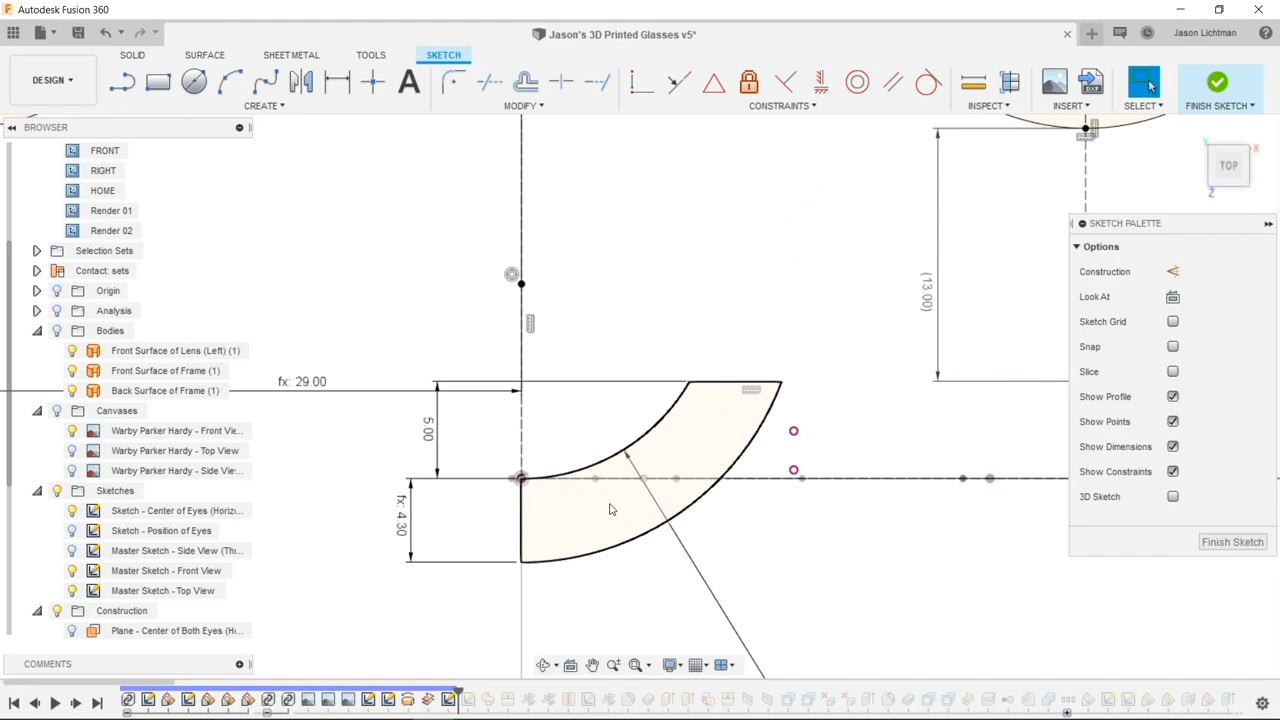 Autodesk Fusion 360
Jason's 3D Printed Glasses v5*
Jason Lichtman
DESIGN
SOLID
SURFACE
SHEET METAL
TOOLS
SKETCH
CREATE
MODIFY
CONSTRAINTS
INSPECT
INSERT
SELECT
FINISH SKETCH
DXF
BROWSER
FRONT
RIGHT
HOME
Render 01
Render 02
Selection Sets
Contact: sets
Origin
Analysis
Bodies
Front Surface of Lens (Left) (1)
Front Surface of Frame (1)
Back Surface of Frame (1)
Canvases
Warby Parker Hardy - Front Vie...
Warby Parker Hardy - Top View
Warby Parker Hardy - Side View...
Sketches
Sketch - Center of Eyes (Horizo...
Sketch - Position of Eyes
Master Sketch - Side View (Thr...
Master Sketch - Front View
Master Sketch - Top View
Construction
Plane - Center of Both Eyes (Ho...
COMMENTS
fx: 29.00
5.00
fx: 4.30
(13.00)
TOP
Y
X
Z
SKETCH PALETTE
Options
Construction
Look At
Sketch Grid
Snap
Slice
Show Profile
Show Points
Show Dimensions
Show Constraints
3D Sketch
Finish Sketch